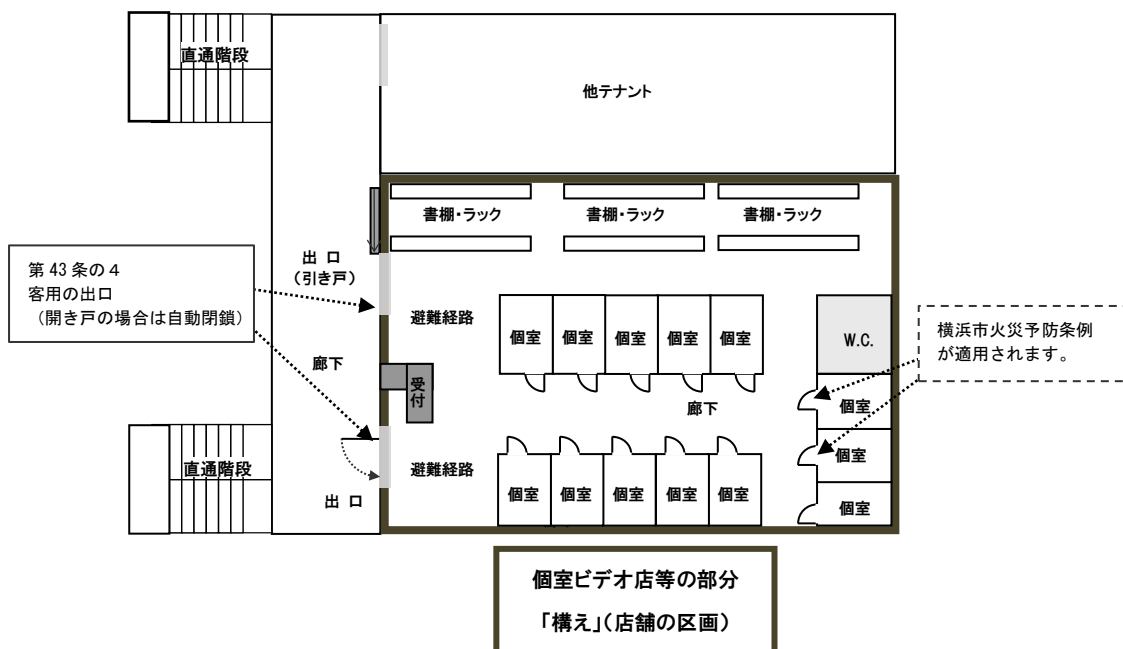 直通階段
他テナント
書棚・ラック
書棚・ラック
書棚・ラック
第 43 条の４
客用の出口
（開き戸の場合は自動閉鎖）
出 口
（引き戸）
避難経路
個室
個室
個室
個室
個室
W.C.
横浜市火災予防条例
が適用されます。
廊下
受付
廊下
個室
個室
直通階段
避難経路
出 口
個室
個室
個室
個室
個室
個室
個室ビデオ店等の部分
「構え」（店舗の区画）